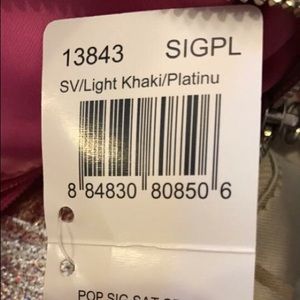 13843 SIGPL
SV/Light Khaki/Platinu
8 84830 80850 6
POP SIG SAT